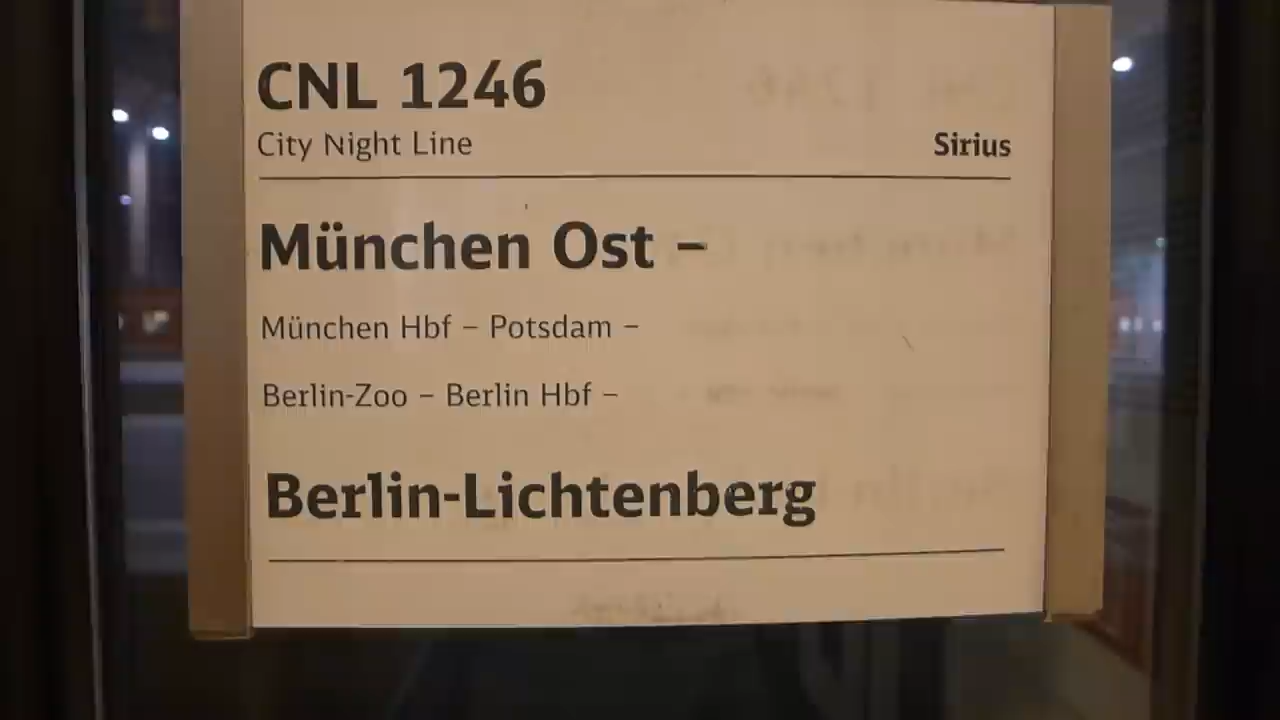 CNL 1246
City Night Line Sirius
München Ost –
München Hbf – Potsdam –
Berlin-Zoo – Berlin Hbf –
Berlin-Lichtenberg